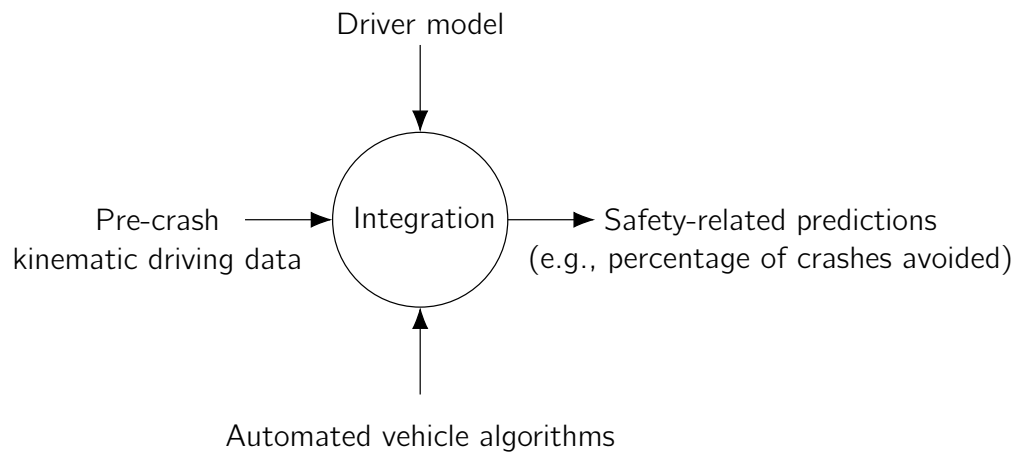 Driver model
Pre-crash
kinematic driving data
Integration
Safety-related predictions
(e.g., percentage of crashes avoided)
Automated vehicle algorithms